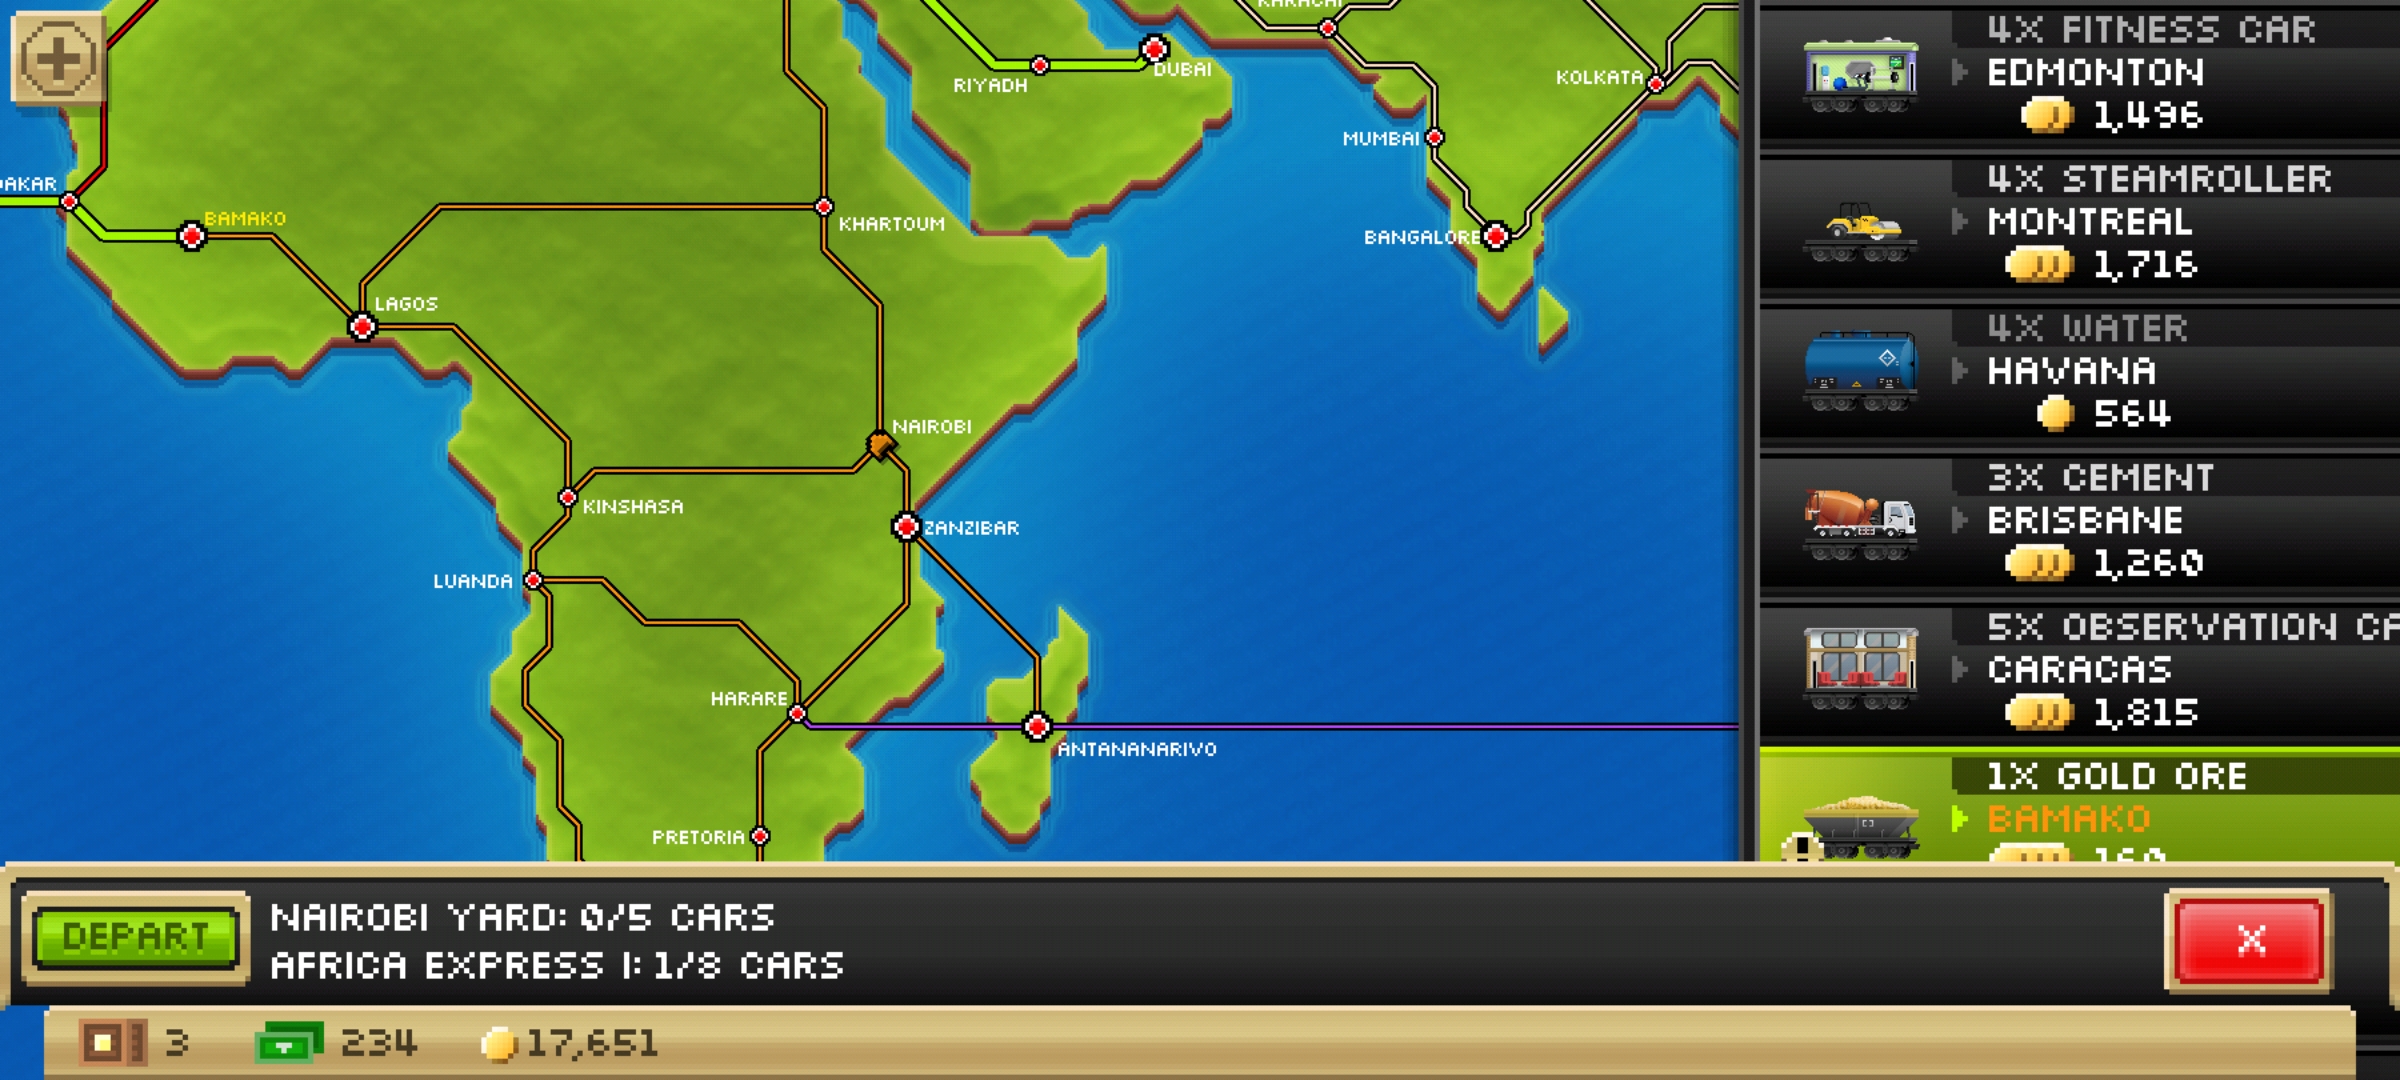 KARACHI
RIYADH
DUBAI
KOLKATA
MUMBAI
DAKAR
BAMAKO
KHARTOUM
BANGALORE
LAGOS
NAIROBI
KINSHASA
ZANZIBAR
LUANDA
HARARE
ANTANANARIVO
PRETORIA
4X FITNESS CAR
EDMONTON
1,496
4X STEAMROLLER
MONTREAL
1,716
4X WATER
HAVANA
564
3X CEMENT
BRISBANE
1,260
5X OBSERVATION CA
CARACAS
1,815
1X GOLD ORE
BAMAKO
160
DEPART
NAIROBI YARD: 0/5 CARS
AFRICA EXPRESS I: 1/8 CARS
X
3
234
17,651